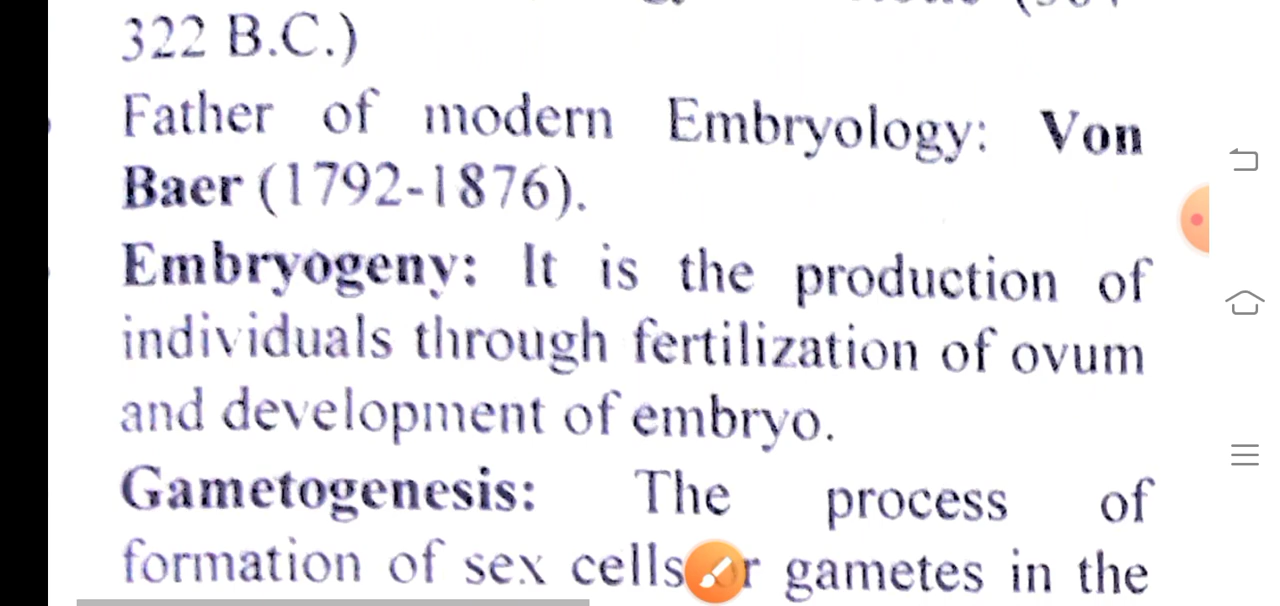 322 B.C.)
Father of modern Embryology: Von
Baer (1792-1876).
Embryogeny: It is the production of
individuals through fertilization of ovum
and development of embryo.
Gametogenesis: The process of
formation of sex cells gametes in the